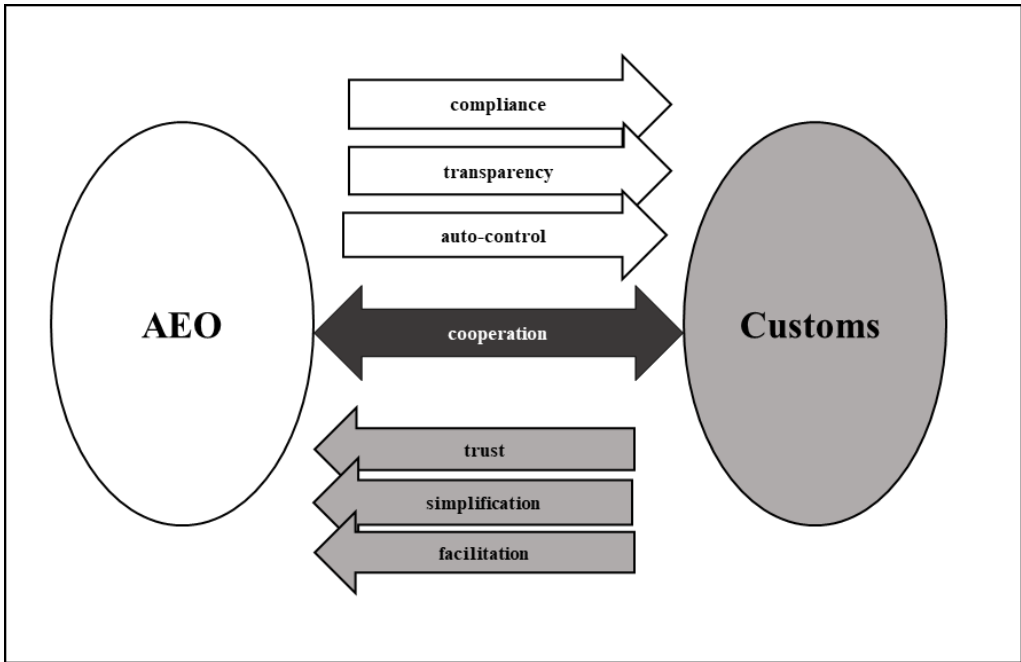 compliance
transparency
auto-control
AEO
cooperation
Customs
trust
simplification
facilitation